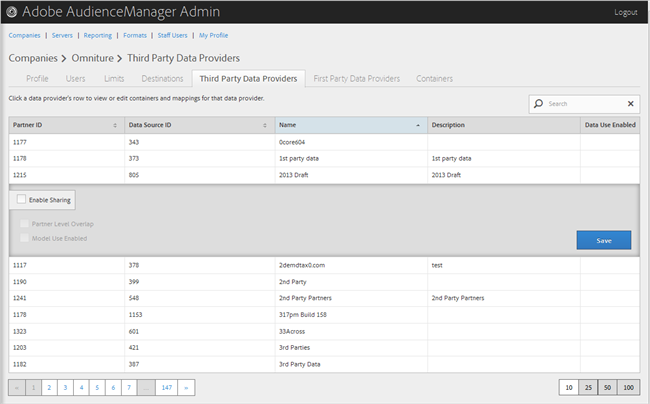 Adobe AudienceManager Admin Logout
Companies | Servers | Reporting | Formats | Staff Users | My Profile
Companies > Omniture > Third Party Data Providers
Profile Users Limits Destinations Third Party Data Providers First Party Data Providers Containers
Click a data provider's row to view or edit containers and mappings for that data provider.
Search
Partner ID Data Source ID Name Description Data Use Enabled
1177 343 0core604
1178 373 1st party data 1st party data
1215 805 2013 Draft 2013 Draft
Enable Sharing
Partner Level Overlap
Model Use Enabled
Save
1117 378 2demdtax0.com test
1190 399 2nd Party
1241 548 2nd Party Partners 2nd Party Partners
1178 1153 317pm Build 158
1323 601 33Across
1203 421 3rd Parties
1182 387 3rd Party Data
« 1 2 3 4 5 6 7 ... 147 » 10 25 50 100